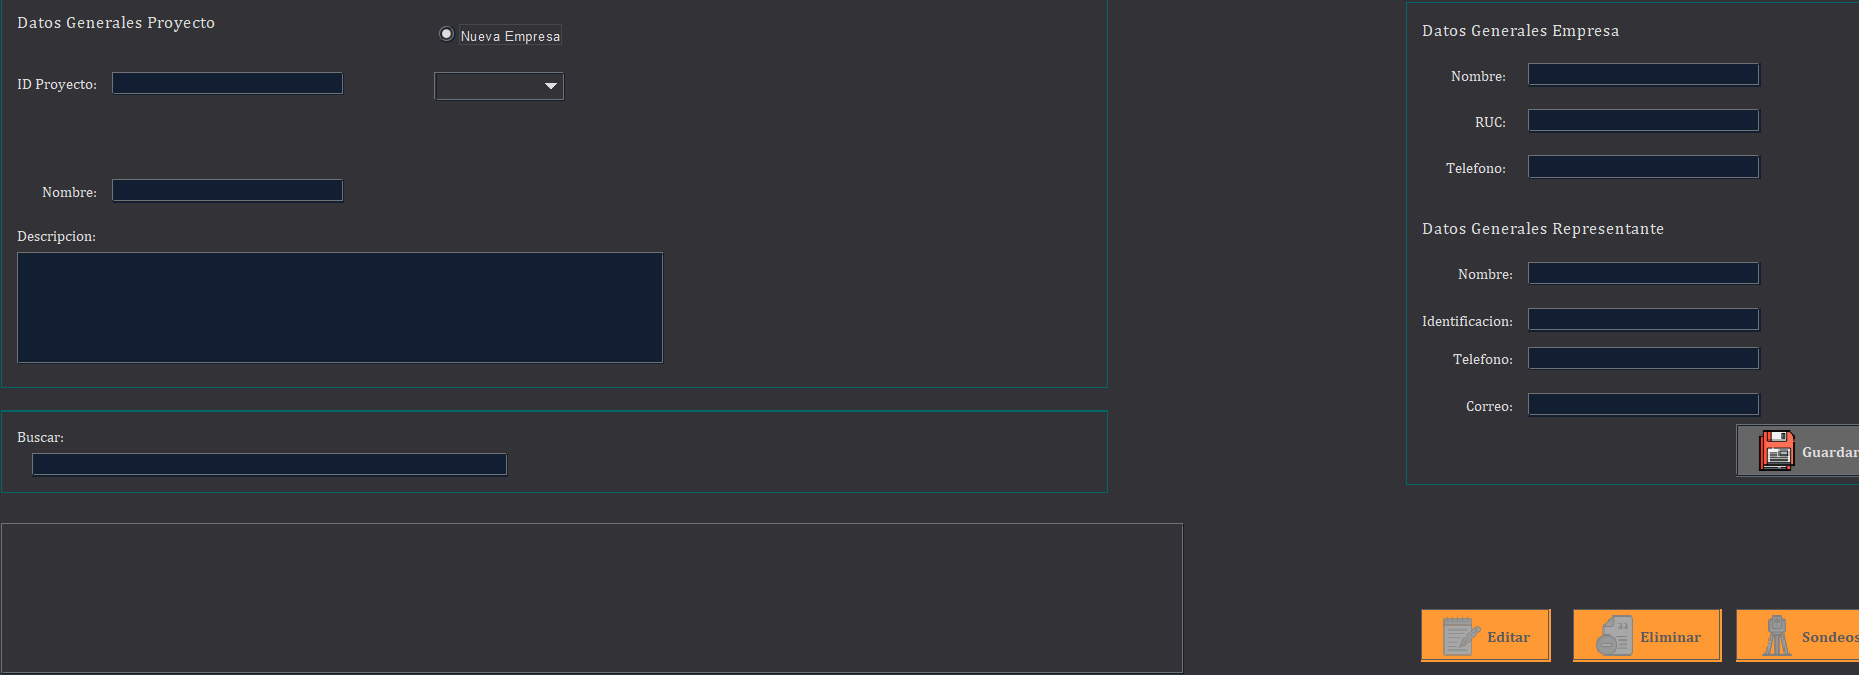 Datos Generales Proyecto
Nueva Empresa
ID Proyecto:
Nombre:
Descripcion:
Buscar:
Datos Generales Empresa
Nombre:
RUC:
Telefono:
Datos Generales Representante
Nombre:
Identificacion:
Telefono:
Correo:
Guardar
Editar
Eliminar
Sondeos